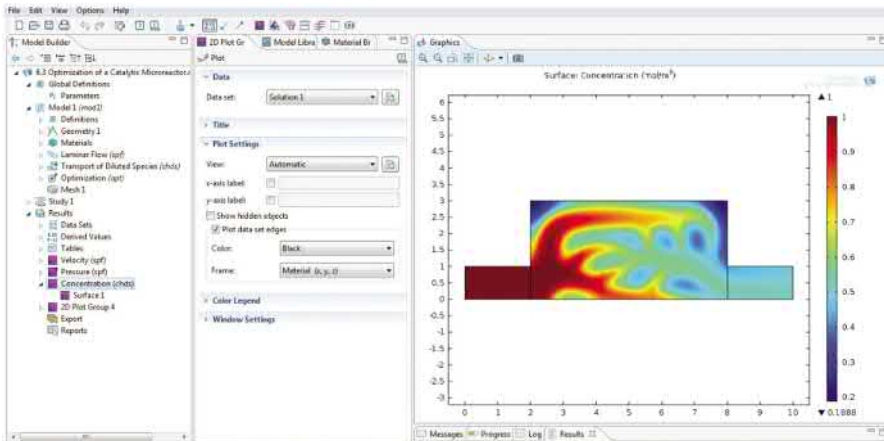 File Edit View Options Help
Model Builder
6.3 Optimization of a Catalytic Microreactor.
Global Definitions
Parameters
Model 1 (mod1)
Definitions
Geometry 1
Materials
Laminar Flow (spf)
Transport of Diluted Species (chds)
Optimization (opt)
Mesh 1
Study 1
Results
Data Sets
Derived Values
Tables
Velocity (spf)
Pressure (spf)
Concentration (chds)
Surface 1
2D Plot Group 4
Export
Reports
2D Plot Gr
Model Libra
Material Br
Plot
Data
Data set:
Solution 1
Title
Plot Settings
View:
Automatic
x-axis label:
y-axis label:
Show hidden objects
Plot data set edges
Color:
Black
Frame:
Material (x, y, z)
Color Legend
Window Settings
Graphics
Surface: Concentration (mol/m³)
6
5.5
5
4.5
4
3.5
3
2.5
2
1.5
1
0.5
0
-0.5
-1
-1.5
-2
-2.5
-3
0 1 2 3 4 5 6 7 8 9 10
▲ 1
1
0.9
0.8
0.7
0.6
0.5
0.4
0.3
0.2
▼ 0.1988
Messages Progress Log Results